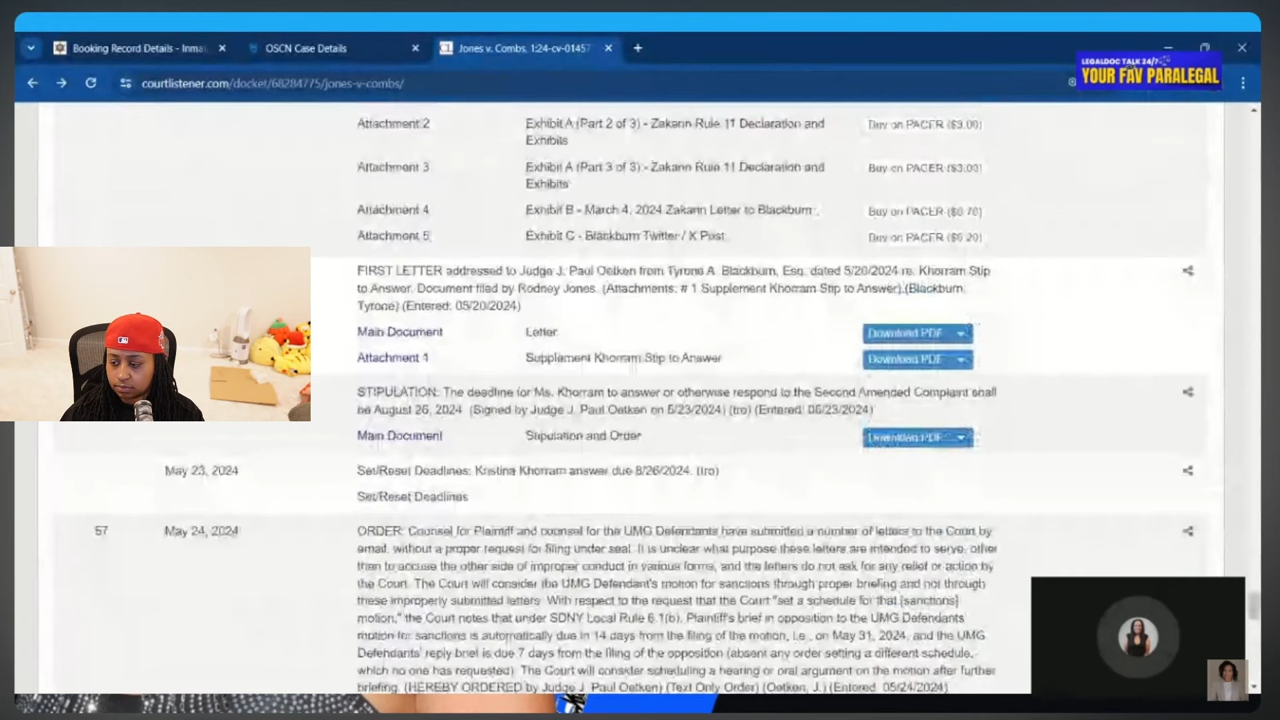 Booking Record Details - Inma
OSCN Case Details
Jones v. Combs, 1:24-cv-0145
LEGALDOC TALK 24/7
YOUR FAV PARALEGAL
courtlistener.com/docket/68284775/jones-v-combs/
Attachment 2 Exhibit A (Part 2 of 3) - Zakarin Rule 11 Declaration and Buy on PACER ($3.00)
Exhibits
Attachment 3 Exhibit A (Part 3 of 3) - Zakarin Rule 11 Declaration and Buy on PACER ($3.00)
Exhibits
Attachment 4 Exhibit B - March 4, 2024 Zakarin Letter to Blackburn Buy on PACER ($0.70)
Attachment 5 Exhibit C - Blackburn Twitter / X Post Buy on PACER ($0.20)
FIRST LETTER addressed to Judge J. Paul Oetken from Tyrone A. Blackburn, Esq. dated 5/20/2024 re: Khorram Stip
to Answer. Document filed by Rodney Jones. (Attachments: # 1 Supplement Khorram Stip to Answer).(Blackburn,
Tyrone) (Entered: 05/20/2024)
Main Document Letter Download PDF
Attachment 1 Supplement Khorram Stip to Answer Download PDF
STIPULATION: The deadline for Ms. Khorram to answer or otherwise respond to the Second Amended Complaint shall
be August 26, 2024 (Signed by Judge J. Paul Oetken on 5/23/2024) (tro) (Entered: 05/23/2024)
Main Document Stipulation and Order Download PDF
May 23, 2024 Set/Reset Deadlines: Kristina Khorram answer due 8/26/2024. (tro)
Set/Reset Deadlines
57 May 24, 2024 ORDER: Counsel for Plaintiff and counsel for the UMG Defendants have submitted a number of letters to the Court by
email, without a proper request for filing under seal. It is unclear what purpose these letters are intended to serve, other
than to accuse the other side of improper conduct in various forms, and the letters do not ask for any relief or action by
the Court. The Court will consider the UMG Defendant's motion for sanctions through proper briefing and not through
these improperly submitted letters. With respect to the request that the Court "set a schedule for that [sanctions]
motion," the Court notes that under SDNY Local Rule 6.1(b), Plaintiff's brief in opposition to the UMG Defendants
motion for sanctions is automatically due in 14 days from the filing of the motion, i.e., on May 31, 2024, and the UMG
Defendants' reply brief is due 7 days from the filing of the opposition (absent any order setting a different schedule,
which no one has requested). The Court will consider scheduling a hearing or oral argument on the motion after further
briefing. (HEREBY ORDERED by Judge J. Paul Oetken) (Text Only Order) (Oetken, J.) (Entered: 05/24/2024)